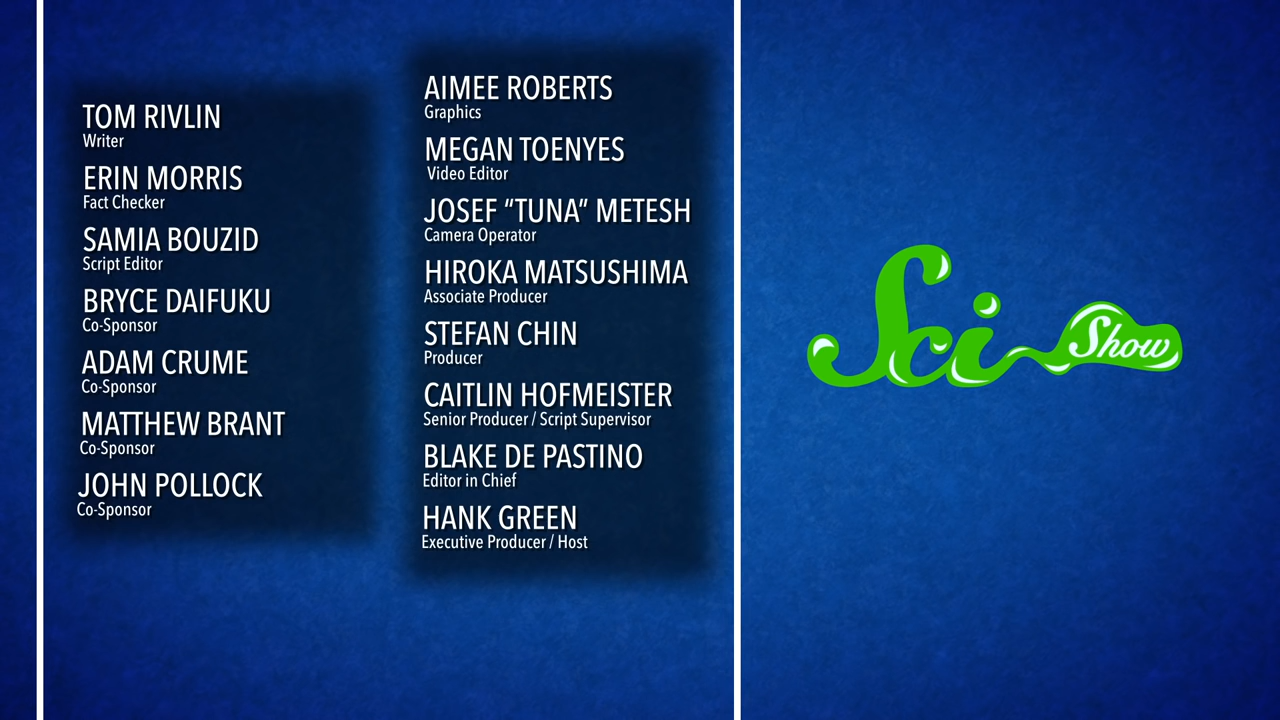 TOM RIVLIN
Writer
ERIN MORRIS
Fact Checker
SAMIA BOUZID
Script Editor
BRYCE DAIFUKU
Co-Sponsor
ADAM CRUME
Co-Sponsor
MATTHEW BRANT
Co-Sponsor
JOHN POLLOCK
Co-Sponsor
AIMEE ROBERTS
Graphics
MEGAN TOENYES
Video Editor
JOSEF “TUNA” METESH
Camera Operator
HIROKA MATSUSHIMA
Associate Producer
STEFAN CHIN
Producer
CAITLIN HOFMEISTER
Senior Producer / Script Supervisor
BLAKE DE PASTINO
Editor in Chief
HANK GREEN
Executive Producer / Host
Sci Show